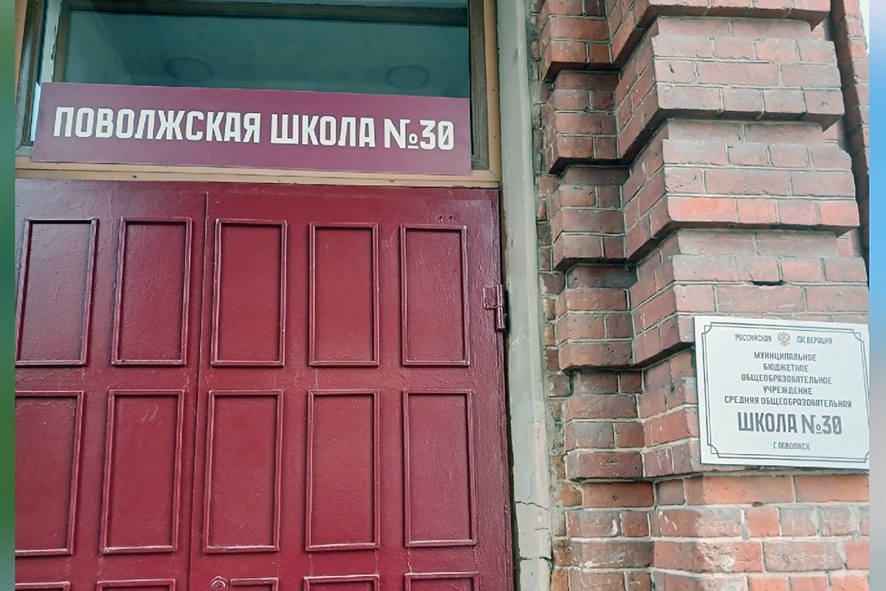 ПОВОЛЖСКАЯ ШКОЛА №30
РОССИЙСКАЯ ФЕДЕРАЦИЯ
МУНИЦИПАЛЬНОЕ
БЮДЖЕТНОЕ
ОБЩЕОБРАЗОВАТЕЛЬНОЕ
УЧРЕЖДЕНИЕ
СРЕДНЯЯ ОБЩЕОБРАЗОВАТЕЛЬНАЯ
ШКОЛА №30
Г. ПОВОЛЖСК